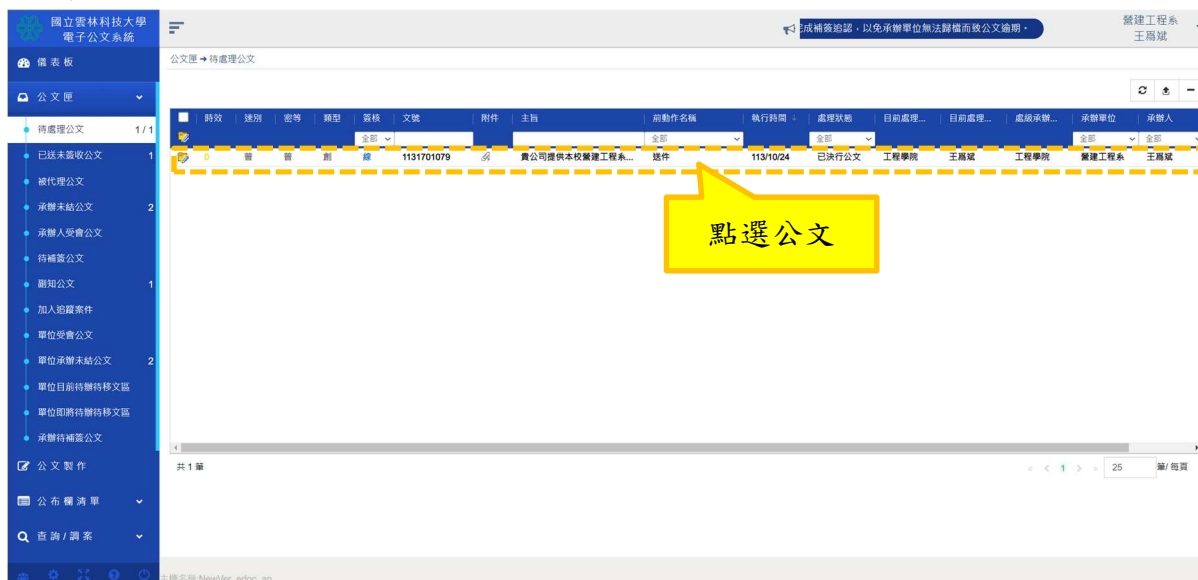 國立雲林科技大學
電子公文系統
完成補簽追認，以免承辦單位無法歸檔而致公文逾期。
營建工程系
王爲斌
儀表板
公文匣➜待處理公文
公文匣
時效 速別 密等 類型 簽核 文號 附件 主旨 前動作名稱 執行時間 處理狀態 目前處理... 目前處理... 處級承辦... 承辦單位 承辦人
全部 全部 全部 全部 全部
0 普 普 創 線 1131701079 貴公司提供本校營建工程系... 送件 113/10/24 已決行公文 工程學院 王爲斌 工程學院 營建工程系 王爲斌
待處理公文 1/1
已送未簽收公文 1
被代理公文
承辦未結公文 2
承辦人受會公文
待補簽公文
副知公文 1
加入追蹤案件
單位受會公文
單位承辦未結公文 2
單位目前待辦待移文區
單位即將待辦待移文區
承辦待補簽公文
點選公文
公文製作
共 1 筆
« < 1 > » 25 筆/每頁
公布欄清單
查詢/調案
主機名稱:NewVer_edoc_ap